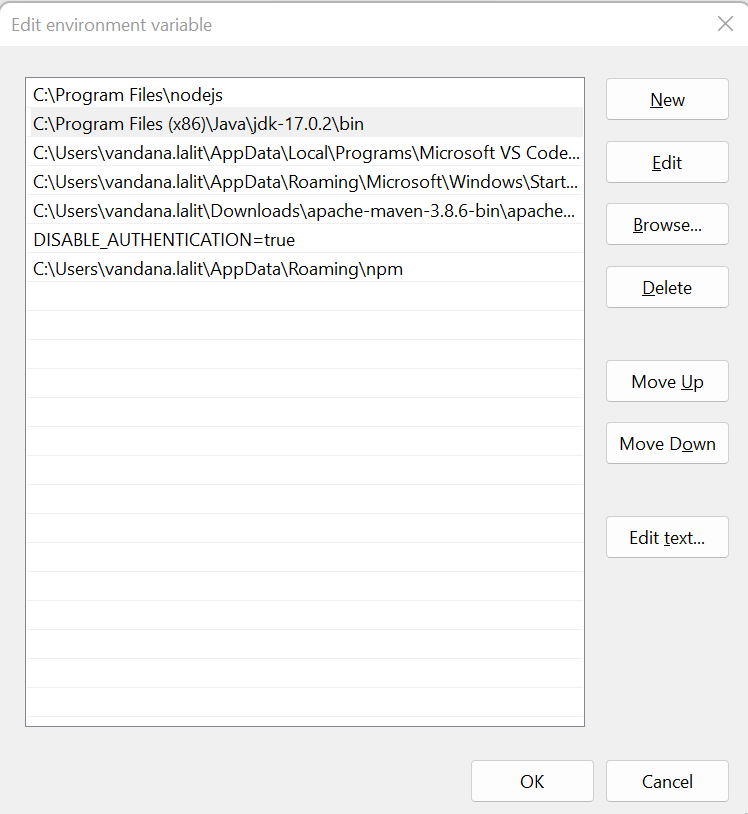 Edit environment variable
C:\Program Files\nodejs
C:\Program Files (x86)\Java\jdk-17.0.2\bin
C:\Users\vandana.lalit\AppData\Local\Programs\Microsoft VS Code...
C:\Users\vandana.lalit\AppData\Roaming\Microsoft\Windows\Start...
C:\Users\vandana.lalit\Downloads\apache-maven-3.8.6-bin\apache...
DISABLE_AUTHENTICATION=true
C:\Users\vandana.lalit\AppData\Roaming\npm
New
Edit
Browse...
Delete
Move Up
Move Down
Edit text...
OK
Cancel